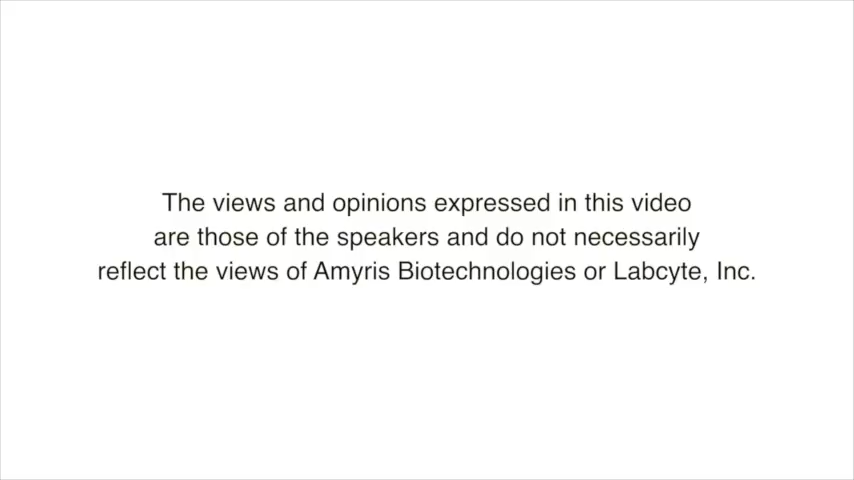 The views and opinions expressed in this video
are those of the speakers and do not necessarily
reflect the views of Amyris Biotechnologies or Labcyte, Inc.